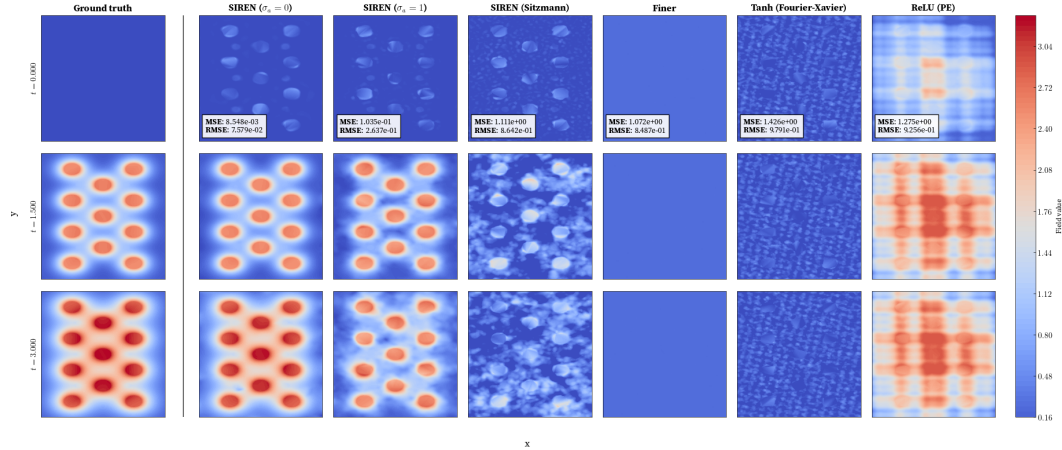 Ground truth
SIREN (σₐ = 0)
SIREN (σₐ = 1)
SIREN (Sitzmann)
Finer
Tanh (Fourier-Xavier)
ReLU (PE)
t = 0.000
MSE: 8.548e-03
RMSE: 7.579e-02
MSE: 1.035e-01
RMSE: 2.637e-01
MSE: 1.111e+00
RMSE: 8.642e-01
MSE: 1.072e+00
RMSE: 8.487e-01
MSE: 1.426e+00
RMSE: 9.791e-01
MSE: 1.275e+00
RMSE: 9.256e-01
y
t = 1.500
t = 3.000
x
3.04
2.72
2.40
2.08
1.76
1.44
1.12
0.80
0.48
0.16
Field value